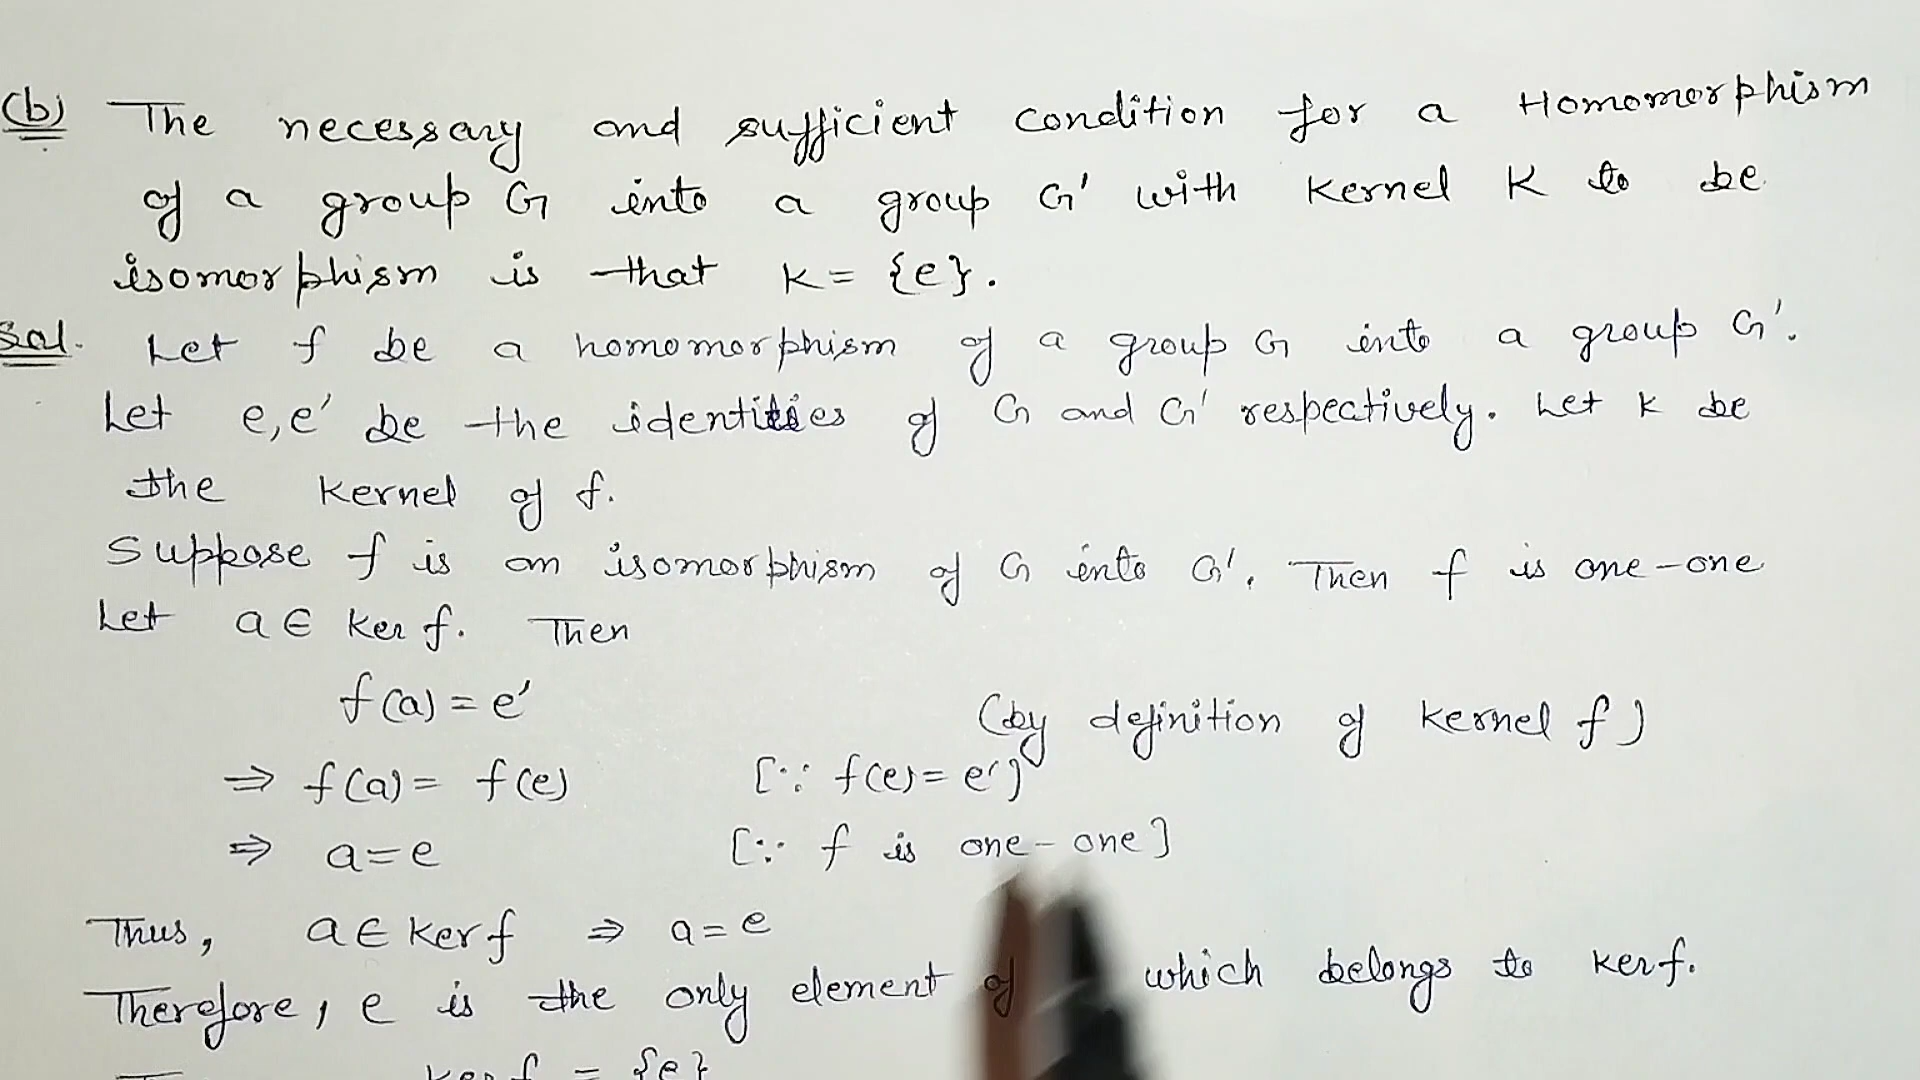 (b) The necessary and sufficient condition for a Homomorphism
of a group G into a group G' with Kernel K to be
isomorphism is that K = {e}.
Sol. Let f be a homomorphism of a group G into a group G'.
Let e, e' be the identities of G and G' respectively. Let K be
the Kernel of f.
Suppose f is an isomorphism of G into G'. Then f is one-one
Let a ∈ Ker f. Then
f(a) = e' (by definition of Kernel f)
⇒ f(a) = f(e) [∵ f(e) = e']
⇒ a = e [∵ f is one-one]
Thus, a ∈ Ker f ⇒ a = e
Therefore, e is the only element of which belongs to Ker f.
Ker f = {e}